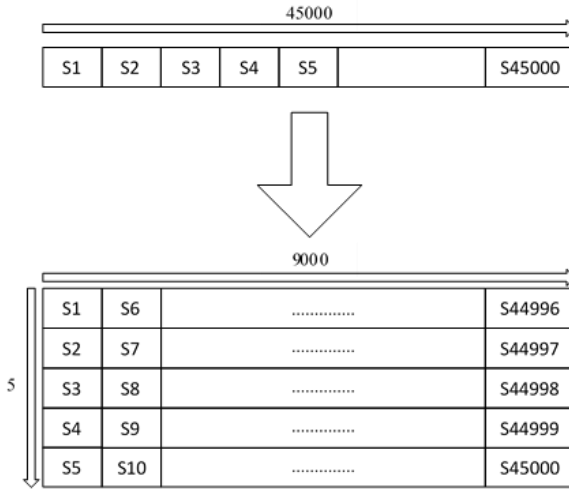 45000
S1 S2 S3 S4 S5 S45000
9000
S1 S6 .............. S44996
S2 S7 .............. S44997
5 S3 S8 .............. S44998
S4 S9 .............. S44999
S5 S10 .............. S45000